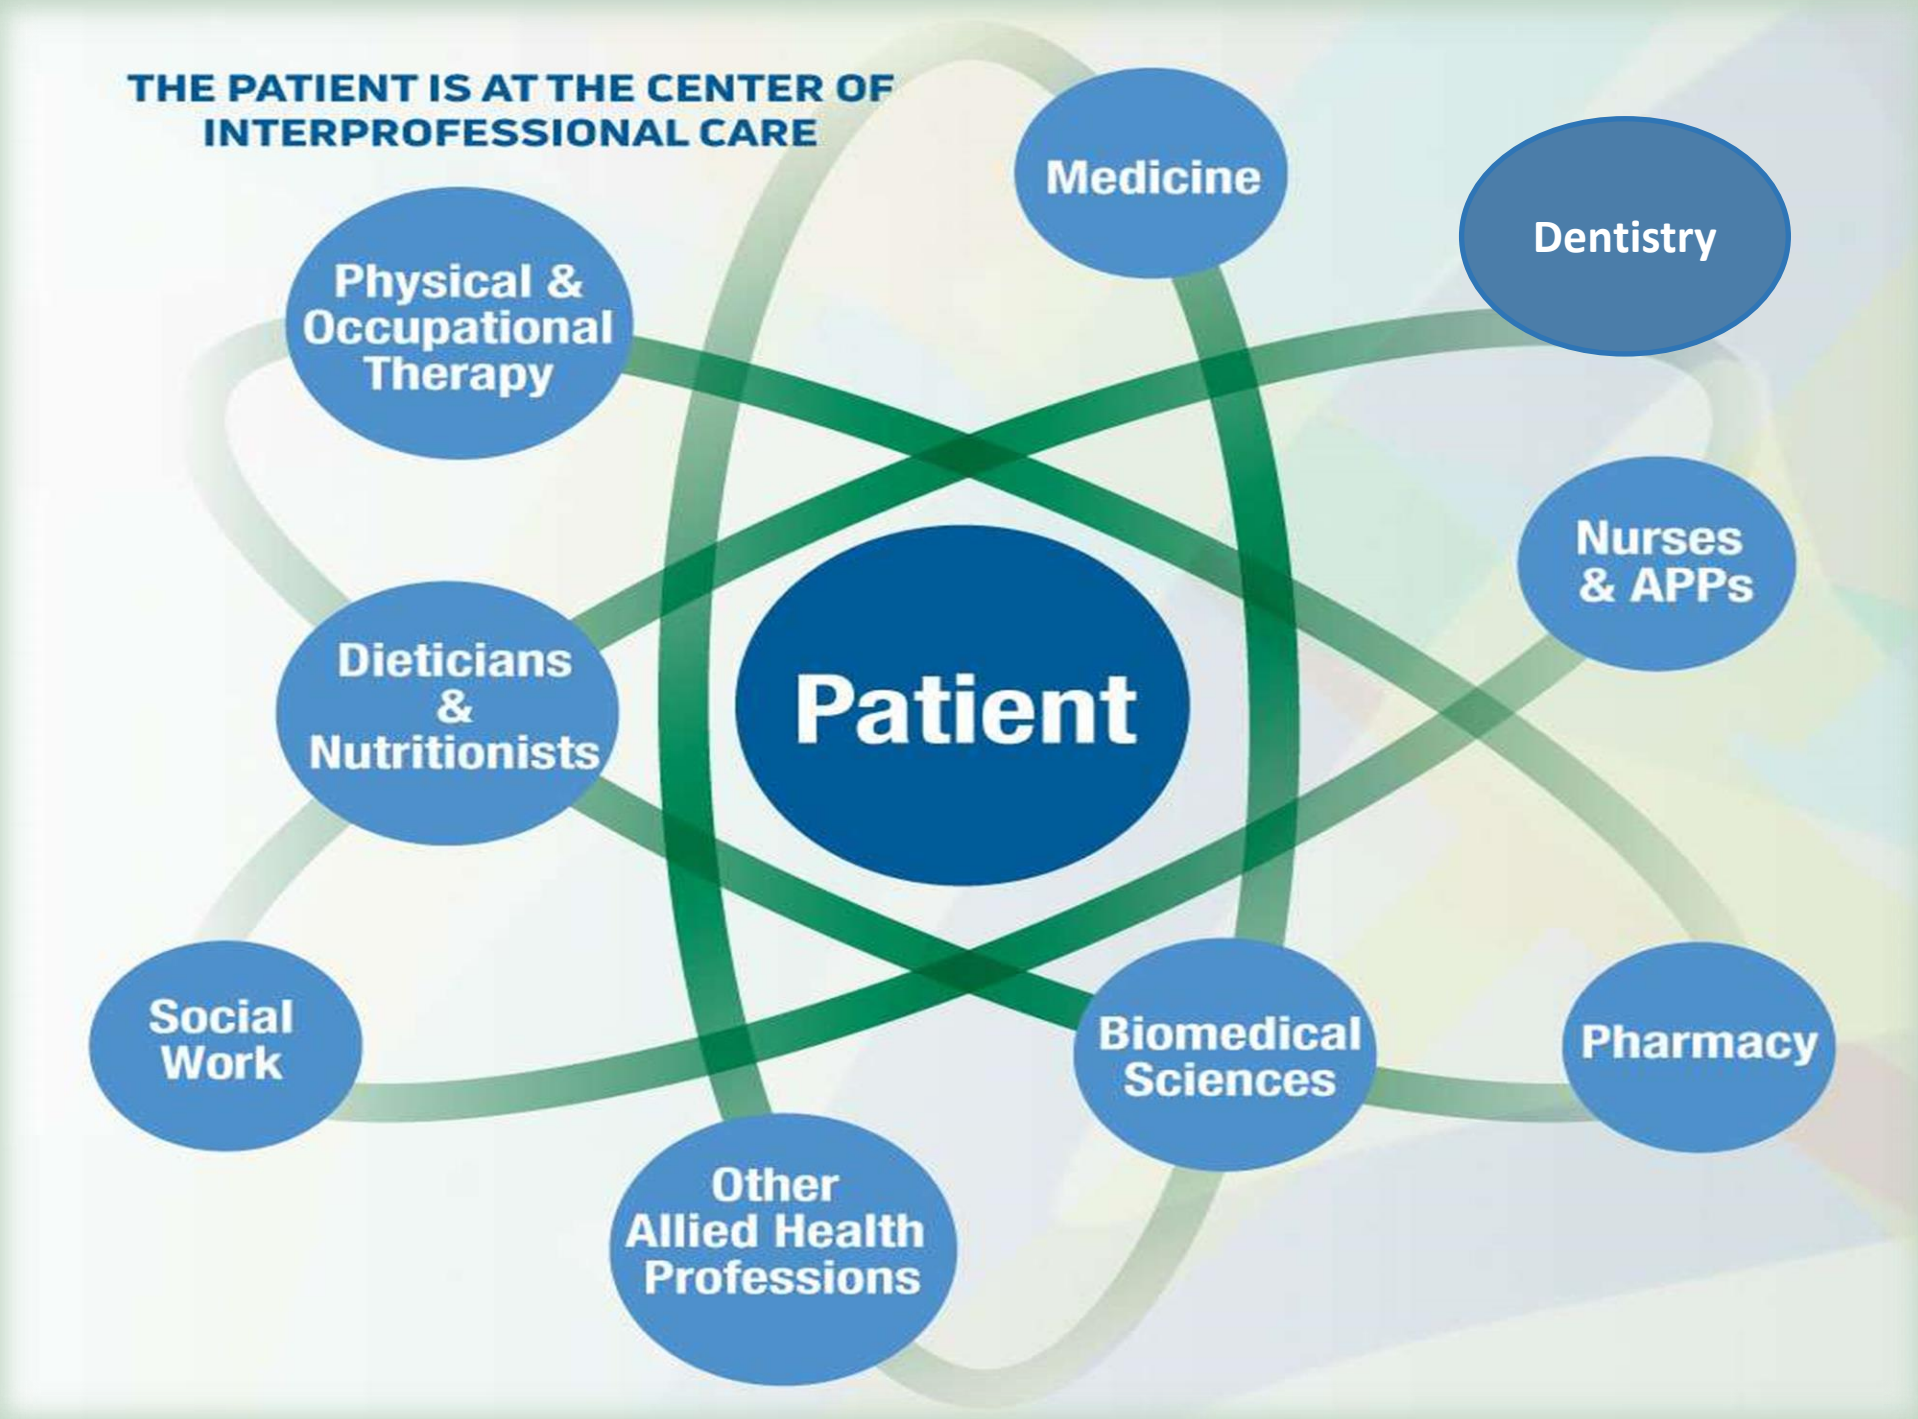 THE PATIENT IS AT THE CENTER OF
INTERPROFESSIONAL CARE
Medicine
Dentistry
Physical &
Occupational
Therapy
Nurses
& APPs
Dieticians
&
Nutritionists
Patient
Social
Work
Biomedical
Sciences
Pharmacy
Other
Allied Health
Professions